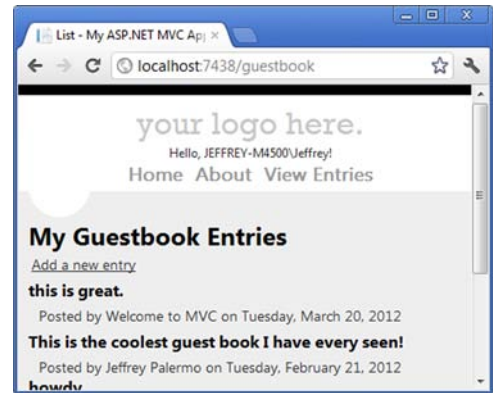 List - My ASP.NET MVC Ap
localhost:7438/guestbook
your logo here.
Hello, JEFFREY-M4500\Jeffrey!
Home About View Entries
My Guestbook Entries
Add a new entry
this is great.
Posted by Welcome to MVC on Tuesday, March 20, 2012
This is the coolest guest book I have every seen!
Posted by Jeffrey Palermo on Tuesday, February 21, 2012
howdy